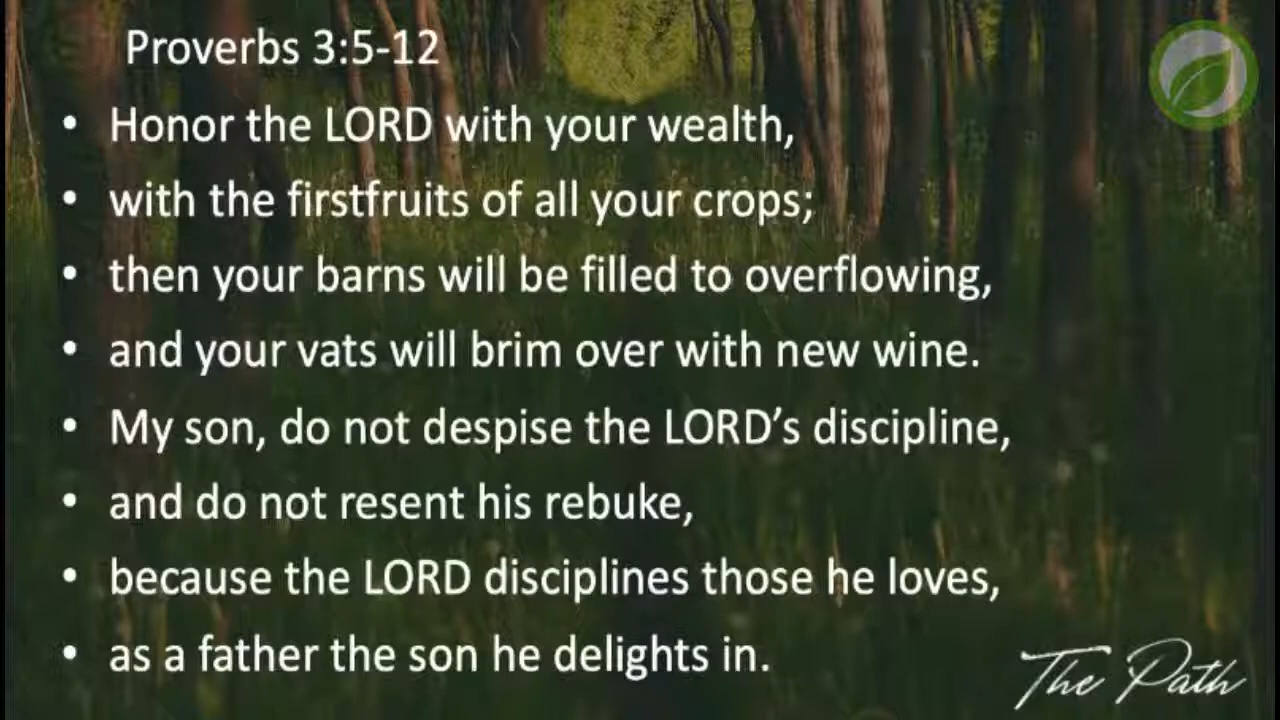 Proverbs 3:5-12
• Honor the LORD with your wealth,
• with the firstfruits of all your crops;
• then your barns will be filled to overflowing,
• and your vats will brim over with new wine.
• My son, do not despise the LORD’s discipline,
• and do not resent his rebuke,
• because the LORD disciplines those he loves,
• as a father the son he delights in.
The Path